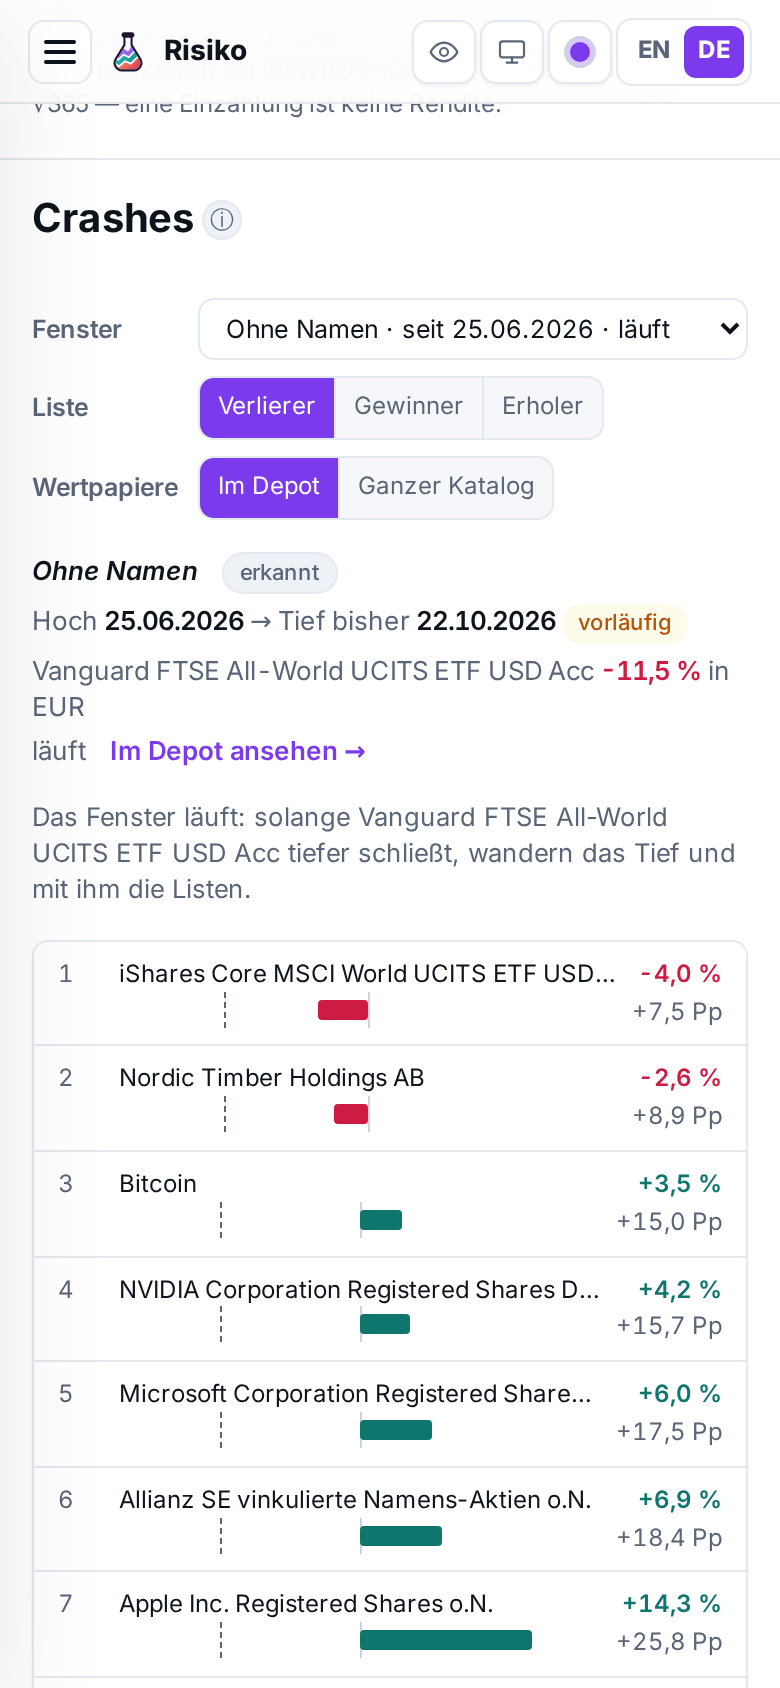 Risiko
EN
DE
√365 — eine Einzahlung ist keine Rendite.
Crashes ⓘ
Fenster
Ohne Namen · seit 25.06.2026 · läuft
Liste
Verlierer
Gewinner
Erholer
Wertpapiere
Im Depot
Ganzer Katalog
Ohne Namen erkannt
Hoch 25.06.2026 → Tief bisher 22.10.2026 vorläufig
Vanguard FTSE All-World UCITS ETF USD Acc -11,5 % in
EUR
läuft Im Depot ansehen →
Das Fenster läuft: solange Vanguard FTSE All-World
UCITS ETF USD Acc tiefer schließt, wandern das Tief und
mit ihm die Listen.
1 iShares Core MSCI World UCITS ETF USD... -4,0 %
+7,5 Pp
2 Nordic Timber Holdings AB -2,6 %
+8,9 Pp
3 Bitcoin +3,5 %
+15,0 Pp
4 NVIDIA Corporation Registered Shares D... +4,2 %
+15,7 Pp
5 Microsoft Corporation Registered Share... +6,0 %
+17,5 Pp
6 Allianz SE vinkulierte Namens-Aktien o.N. +6,9 %
+18,4 Pp
7 Apple Inc. Registered Shares o.N. +14,3 %
+25,8 Pp